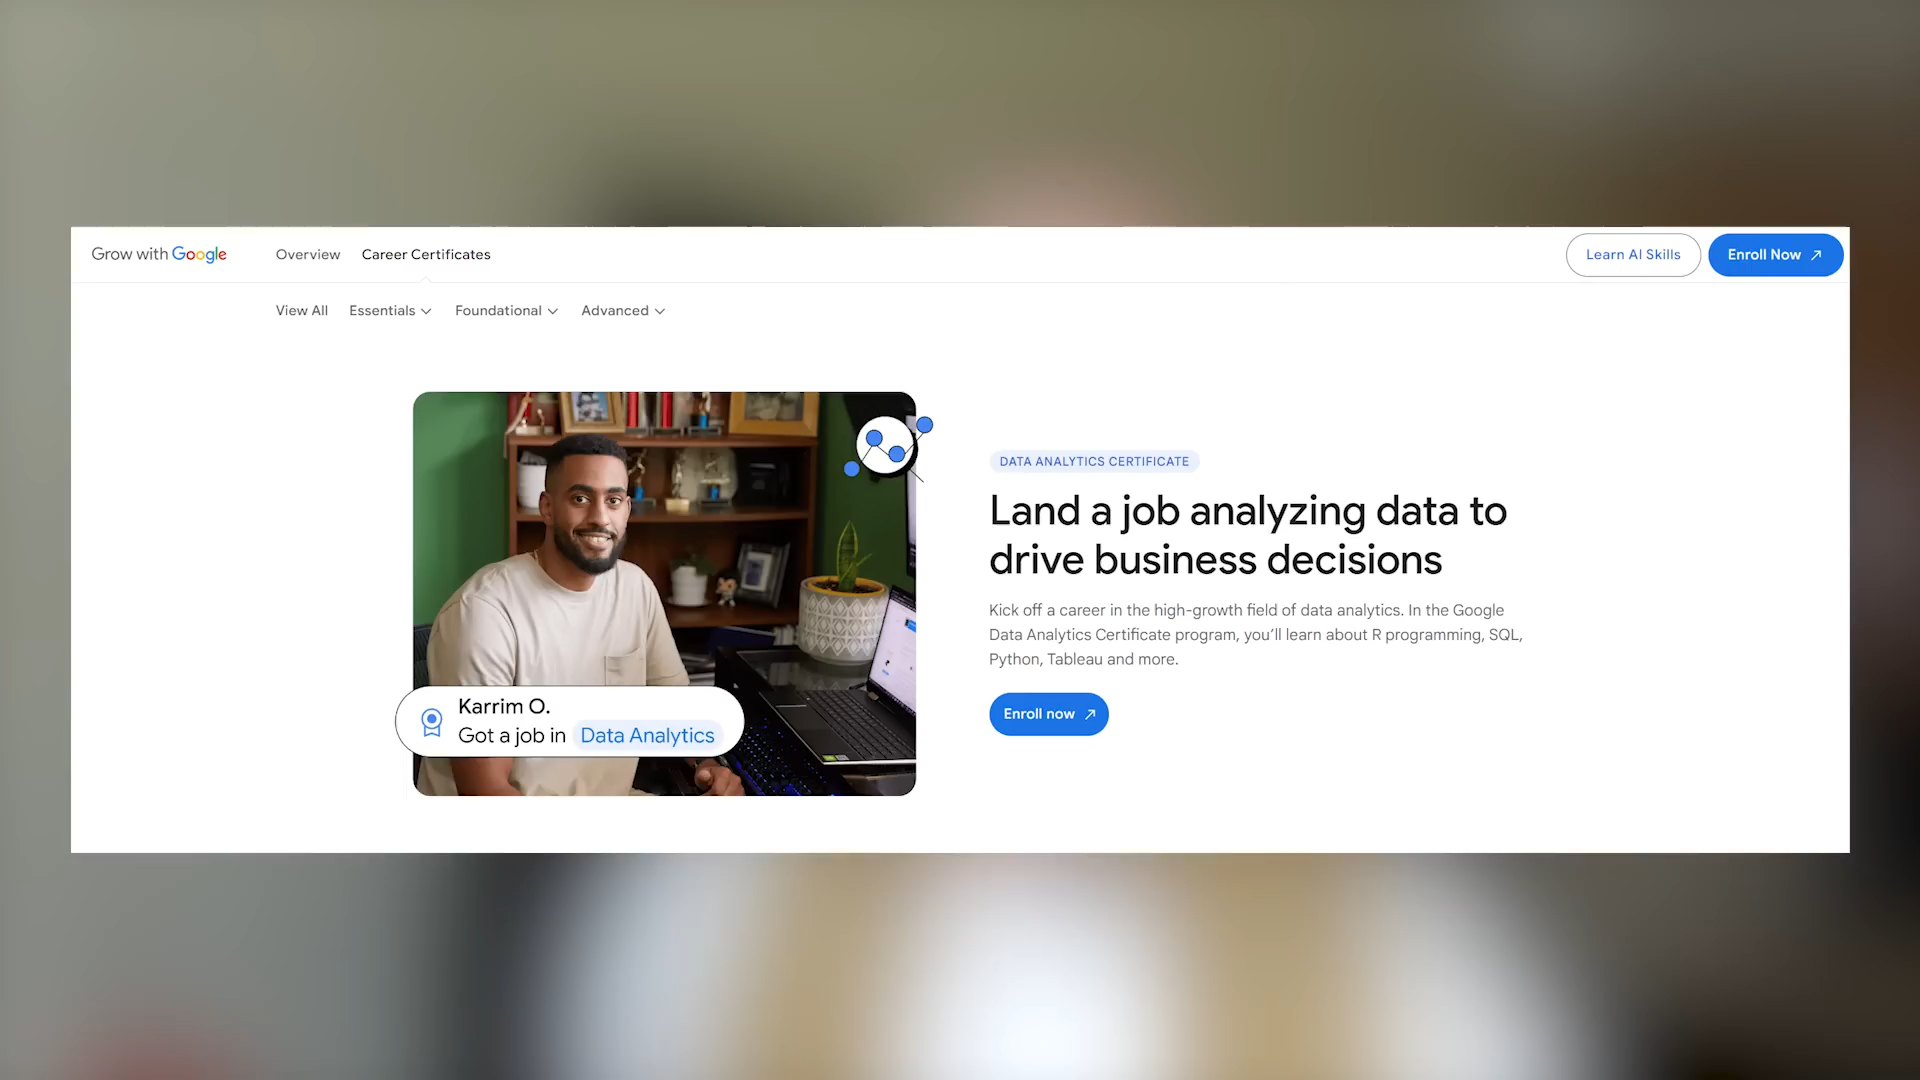 Grow with Google
Overview
Career Certificates
Learn AI Skills
Enroll Now
View All
Essentials
Foundational
Advanced
DATA ANALYTICS CERTIFICATE
Land a job analyzing data to
drive business decisions
Kick off a career in the high-growth field of data analytics. In the Google
Data Analytics Certificate program, you’ll learn about R programming, SQL,
Python, Tableau and more.
Enroll now
Karrim O.
Got a job in Data Analytics